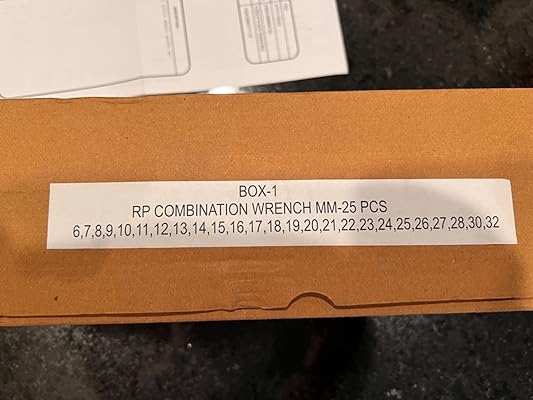 BOX-1
RP COMBINATION WRENCH MM-25 PCS
6,7,8,9,10,11,12,13,14,15,16,17,18,19,20,21,22,23,24,25,26,27,28,30,32